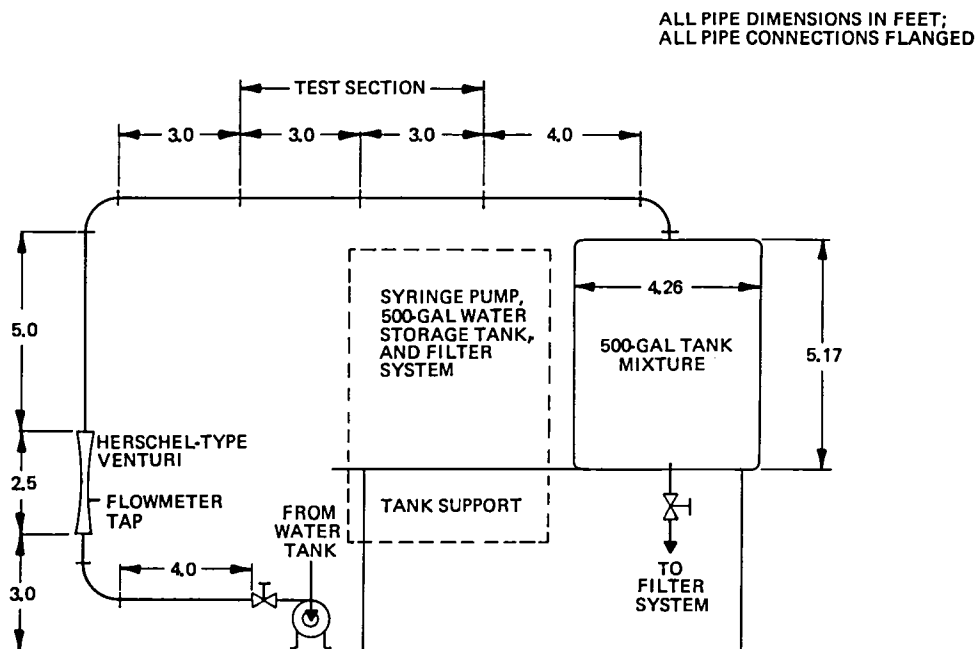 ALL PIPE DIMENSIONS IN FEET;
ALL PIPE CONNECTIONS FLANGED
TEST SECTION
3.0
3.0
3.0
4.0
5.0
2.5
3.0
HERSCHEL-TYPE
VENTURI
FLOWMETER
TAP
4.0
FROM
WATER
TANK
SYRINGE PUMP,
500-GAL WATER
STORAGE TANK,
AND FILTER
SYSTEM
TANK SUPPORT
4.26
500-GAL TANK
MIXTURE
5.17
TO
FILTER
SYSTEM